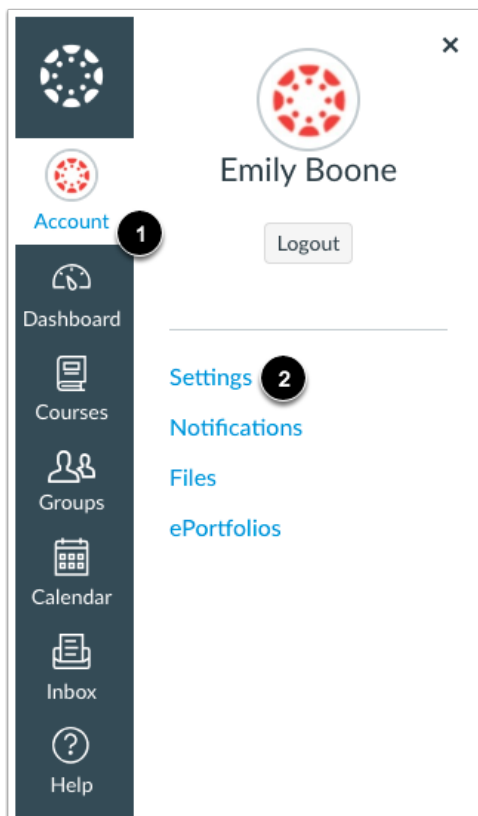 Emily Boone
Logout
Account
1
Dashboard
Courses
Groups
Calendar
Inbox
Help
Settings 2
Notifications
Files
ePortfolios